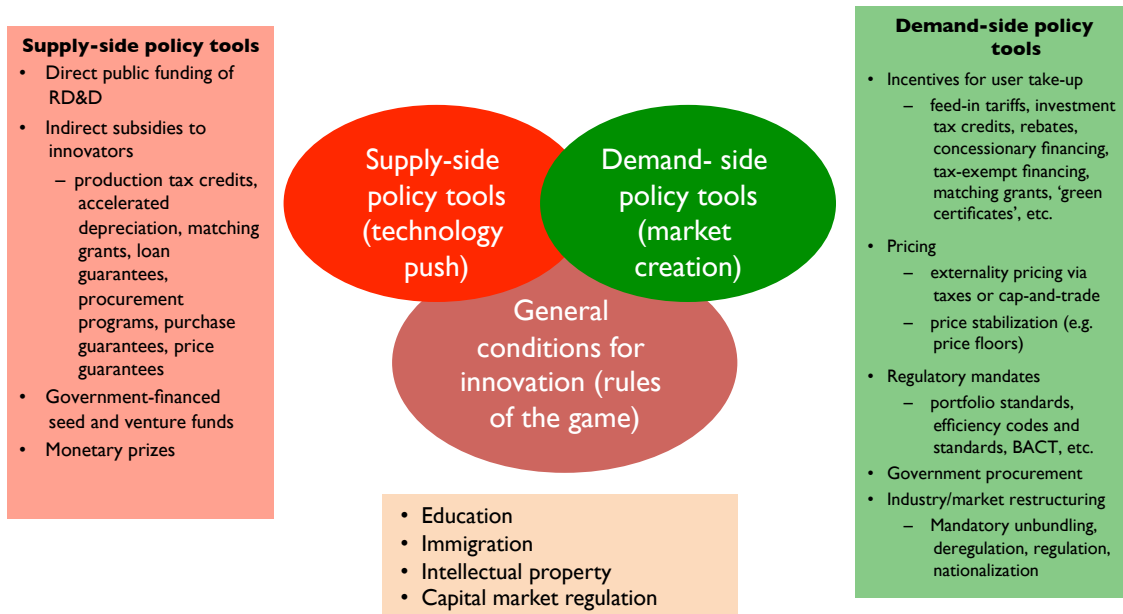 Supply-side policy tools
• Direct public funding of
RD&D
• Indirect subsidies to
innovators
– production tax credits,
accelerated
depreciation, matching
grants, loan
guarantees,
procurement
programs, purchase
guarantees, price
guarantees
• Government-financed
seed and venture funds
• Monetary prizes
Supply-side
policy tools
(technology
push)
Demand- side
policy tools
(market
creation)
General
conditions for
innovation (rules
of the game)
• Education
• Immigration
• Intellectual property
• Capital market regulation
Demand-side policy
tools
• Incentives for user take-up
– feed-in tariffs, investment
tax credits, rebates,
concessionary financing,
tax-exempt financing,
matching grants, ‘green
certificates’, etc.
• Pricing
– externality pricing via
taxes or cap-and-trade
– price stabilization (e.g.
price floors)
• Regulatory mandates
– portfolio standards,
efficiency codes and
standards, BACT, etc.
• Government procurement
• Industry/market restructuring
– Mandatory unbundling,
deregulation, regulation,
nationalization